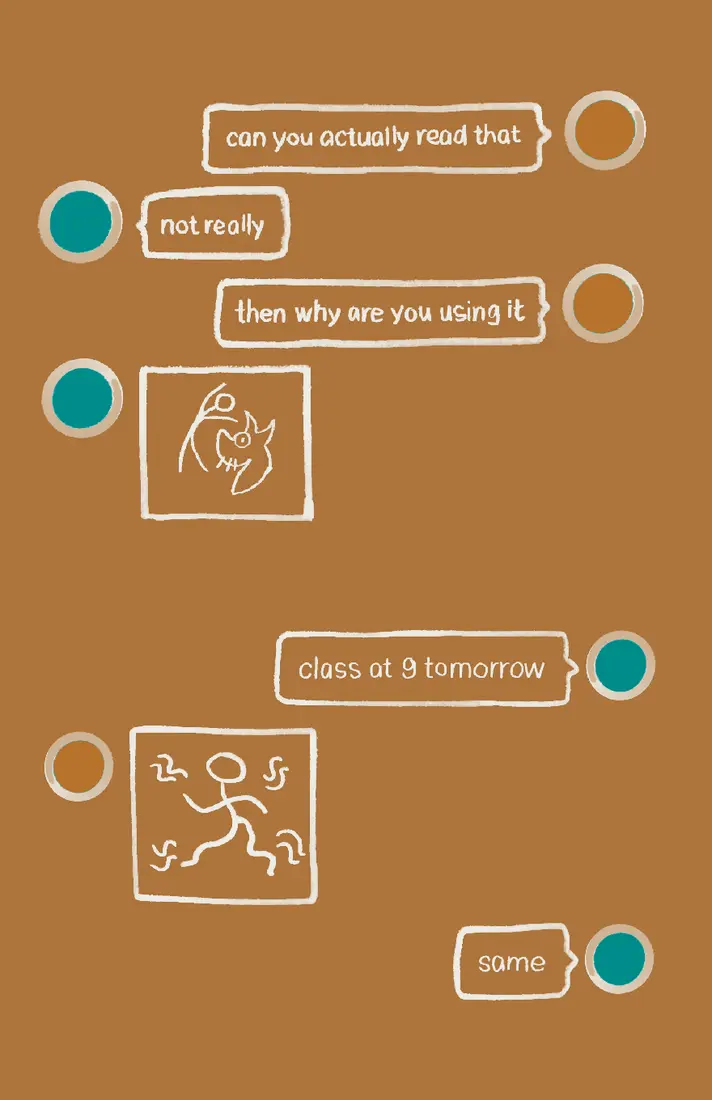 can you actually read that
not really
then why are you using it
class at 9 tomorrow
same